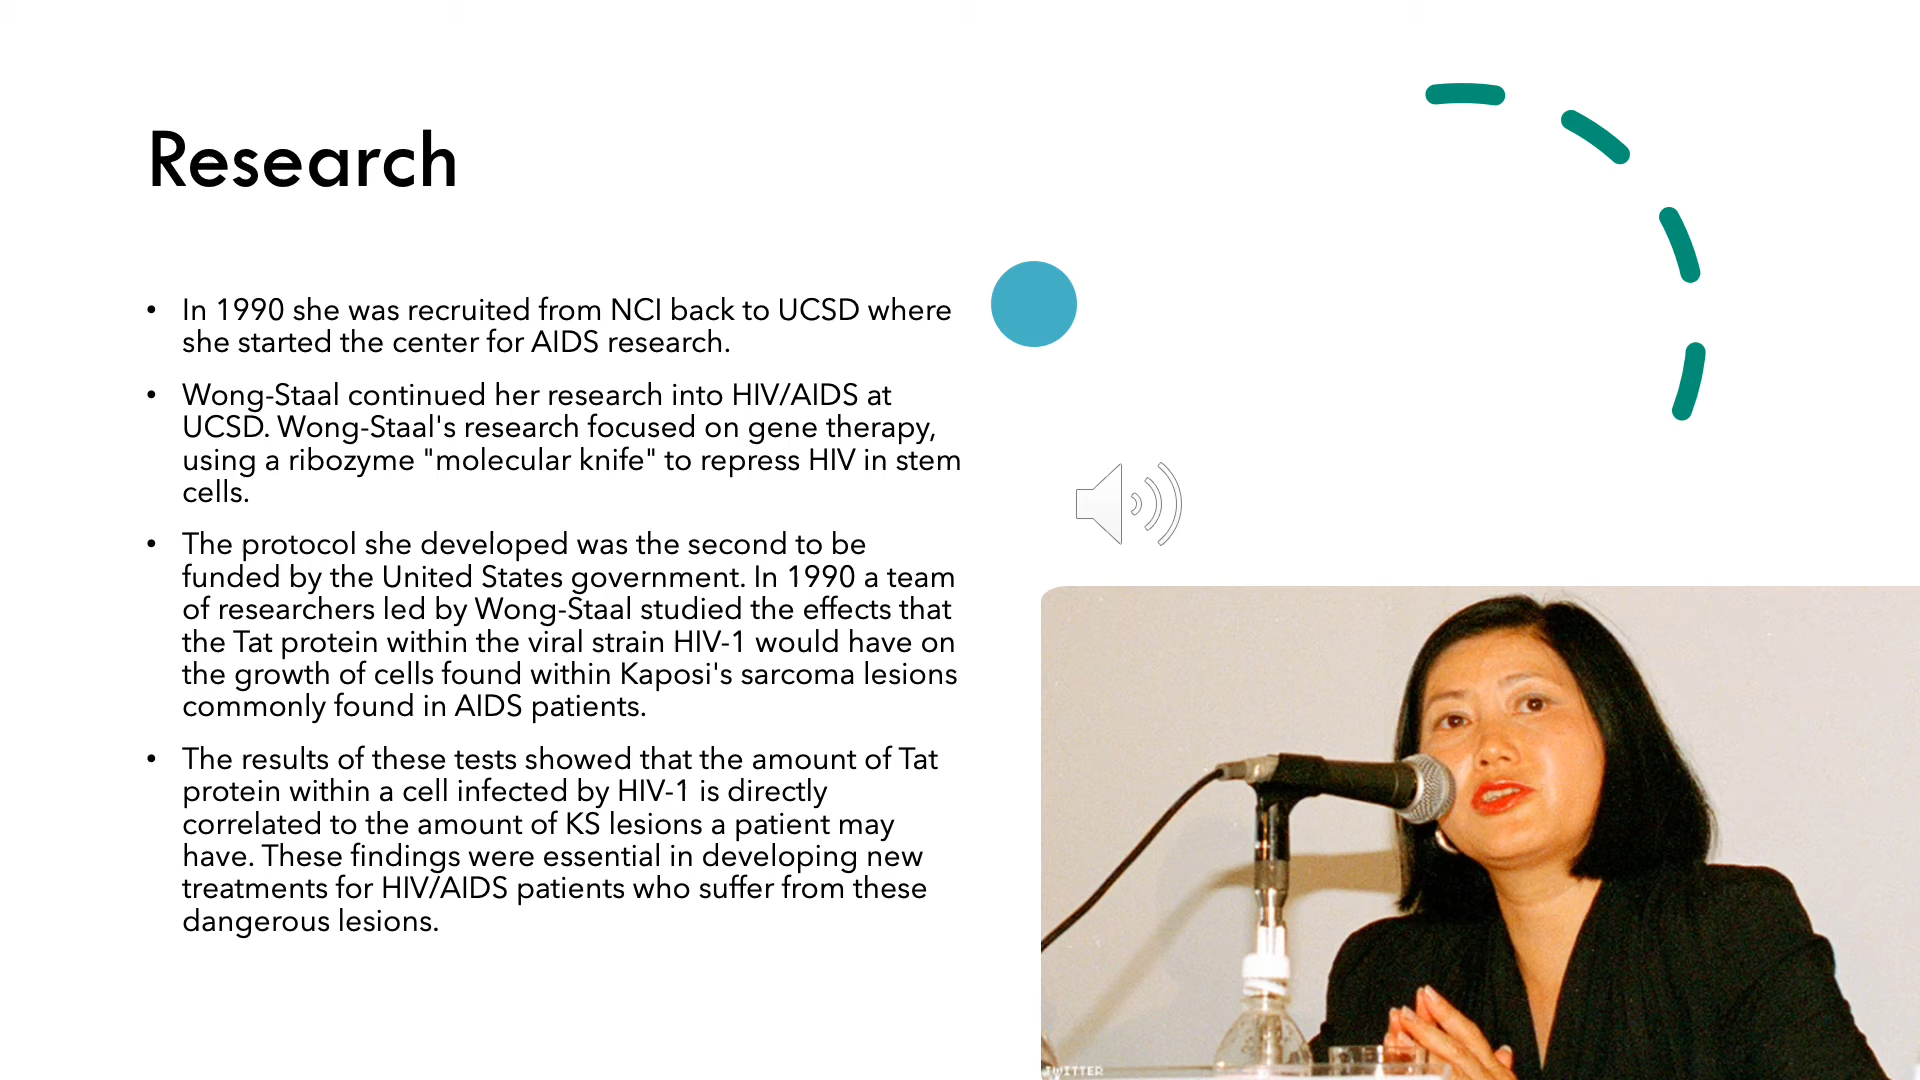 Research
• In 1990 she was recruited from NCI back to UCSD where
she started the center for AIDS research.
• Wong-Staal continued her research into HIV/AIDS at
UCSD. Wong-Staal's research focused on gene therapy,
using a ribozyme "molecular knife" to repress HIV in stem
cells.
• The protocol she developed was the second to be
funded by the United States government. In 1990 a team
of researchers led by Wong-Staal studied the effects that
the Tat protein within the viral strain HIV-1 would have on
the growth of cells found within Kaposi's sarcoma lesions
commonly found in AIDS patients.
• The results of these tests showed that the amount of Tat
protein within a cell infected by HIV-1 is directly
correlated to the amount of KS lesions a patient may
have. These findings were essential in developing new
treatments for HIV/AIDS patients who suffer from these
dangerous lesions.
TWITTER